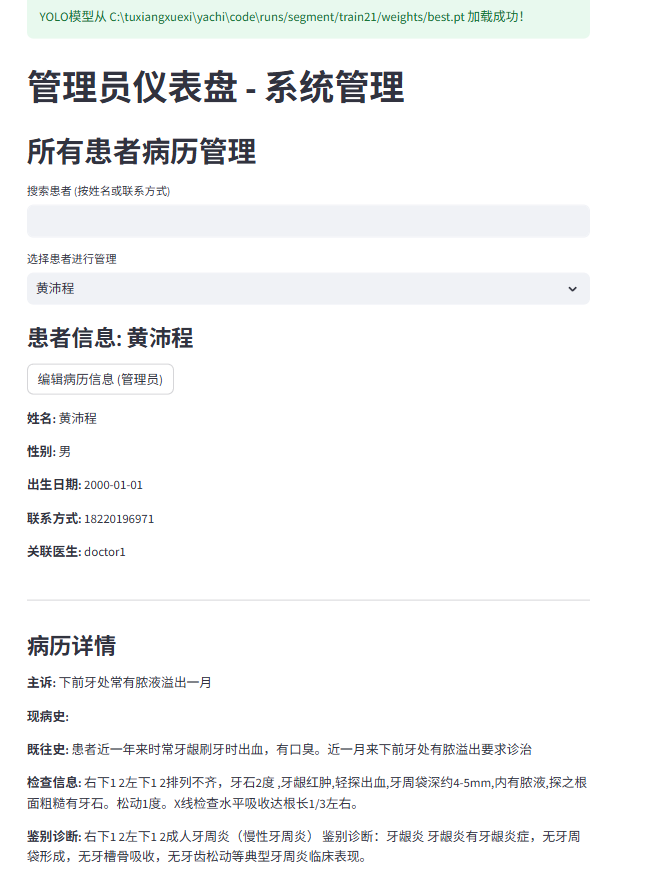 YOLO模型从 C:\tuxiangxuexi\yachi\code\runs/segment/train21/weights/best.pt 加载成功!
管理员仪表盘 - 系统管理
所有患者病历管理
搜索患者 (按姓名或联系方式)
选择患者进行管理
黄沛程
患者信息: 黄沛程
编辑病历信息 (管理员)
姓名: 黄沛程
性别: 男
出生日期: 2000-01-01
联系方式: 18220196971
关联医生: doctor1
病历详情
主诉: 下前牙处常有脓液溢出一月
现病史:
既往史: 患者近一年来时常牙龈刷牙时出血，有口臭。近一月来下前牙处有脓溢出要求诊治
检查信息: 右下1 2左下1 2排列不齐，牙石2度 ,牙龈红肿,轻探出血,牙周袋深约4-5mm,内有脓液,探之根
面粗糙有牙石。松动1度。X线检查水平吸收达根长1/3左右。
鉴别诊断: 右下1 2左下1 2成人牙周炎（慢性牙周炎） 鉴别诊断：牙龈炎 牙龈炎有牙龈炎症，无牙周
袋形成，无牙槽骨吸收，无牙齿松动等典型牙周炎临床表现。